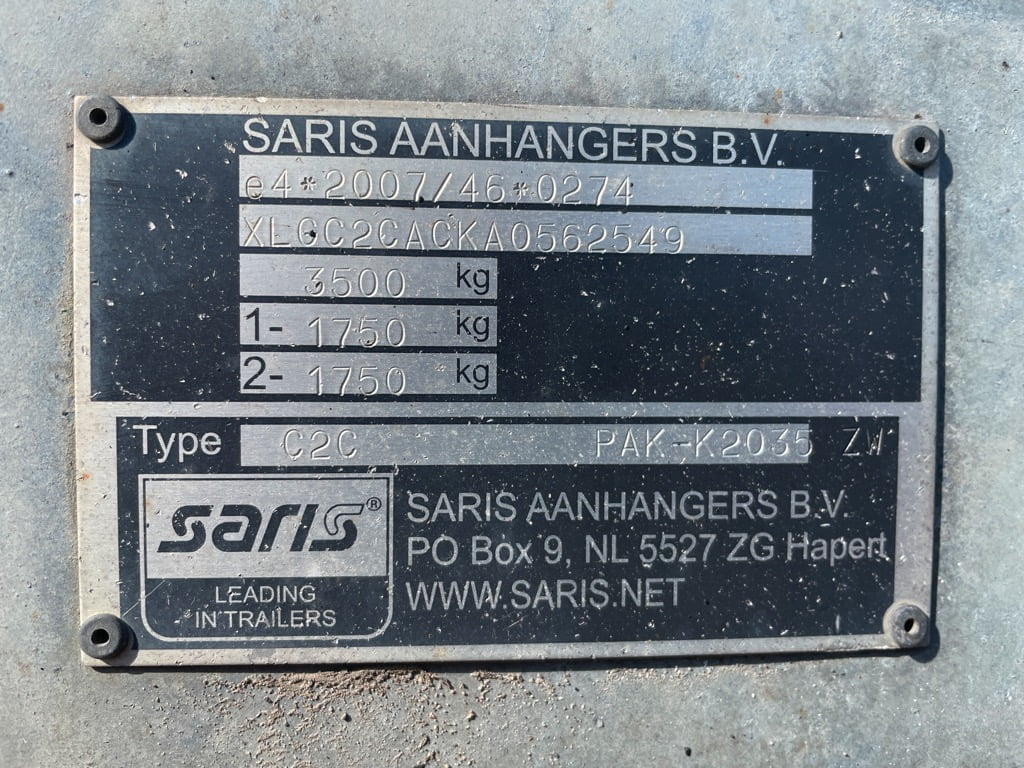 SARIS AANHANGERS B.V.
e4*2007/46*0274
XLGC2CACKA0562549
3500 kg
1- 1750 kg
2- 1750 kg
Type C2C PAK-K2035 ZW
saris®
LEADING
IN TRAILERS
SARIS AANHANGERS B.V.
PO Box 9, NL 5527 ZG Hapert
WWW.SARIS.NET